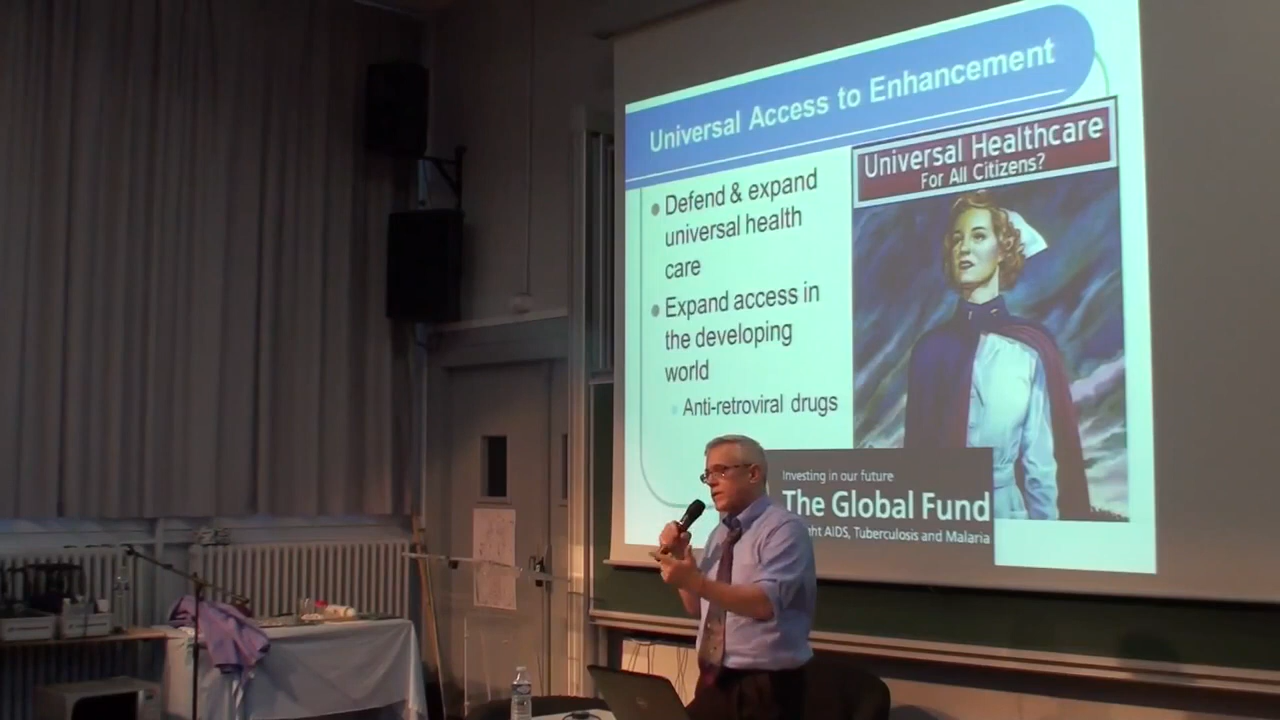 Universal Access to Enhancement
Defend & expand
universal health
care
Expand access in
the developing
world
Anti-retroviral drugs
Universal Healthcare
For All Citizens?
Investing in our future
The Global Fund
AIDS, Tuberculosis and Malaria